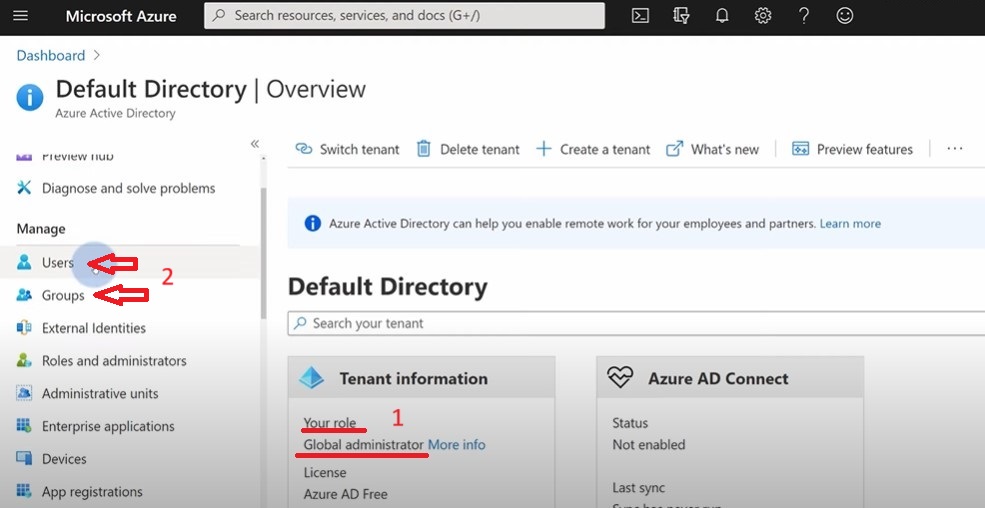 Microsoft Azure
Search resources, services, and docs (G+/)
Dashboard >
Default Directory | Overview
Azure Active Directory
«
Preview hub
Diagnose and solve problems
Manage
Users
2
Groups
External Identities
Roles and administrators
Administrative units
Enterprise applications
Devices
App registrations
Switch tenant
Delete tenant
Create a tenant
What's new
Preview features
...
Azure Active Directory can help you enable remote work for your employees and partners. Learn more
Default Directory
Search your tenant
Tenant information
Your role
1
Global administrator More info
License
Azure AD Free
Azure AD Connect
Status
Not enabled
Last sync